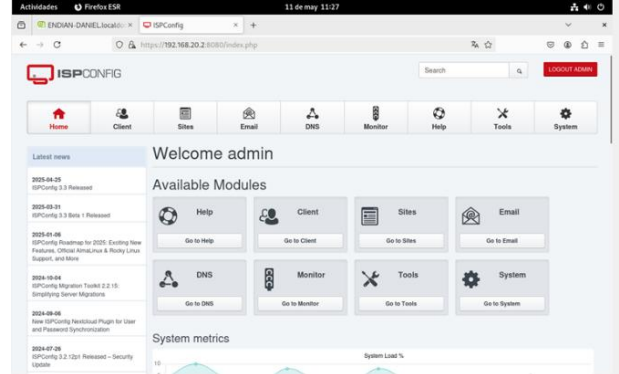 Actividades Firefox ESR 11 de may 11:27
ENDIAN-DANIEL.localdo × ISPConfig × +
https://192.168.20.2:8080/index.php
ISPCONFIG Search LOGOUT ADMIN
Home Client Sites Email DNS Monitor Help Tools System
Latest news
2025-04-25
ISPConfig 3.3 Released
2025-03-31
ISPConfig 3.3 Beta 1 Released
2025-01-08
ISPConfig Roadmap for 2025: Exciting New
Features, Official AlmaLinux & Rocky Linux
Support, and More
2024-10-04
ISPConfig Migration Toolkit 2.2.15:
Simplifying Server Migrations
2024-09-06
New ISPConfig Nextcloud Plugin for User
and Password Synchronization
2024-07-26
ISPConfig 3.2.12p1 Released – Security
Update
Welcome admin
Available Modules
Help Client Sites Email
Go to Help Go to Client Go to Sites Go to Email
DNS Monitor Tools System
Go to DNS Go to Monitor Go to Tools Go to System
System metrics
System Load %
10